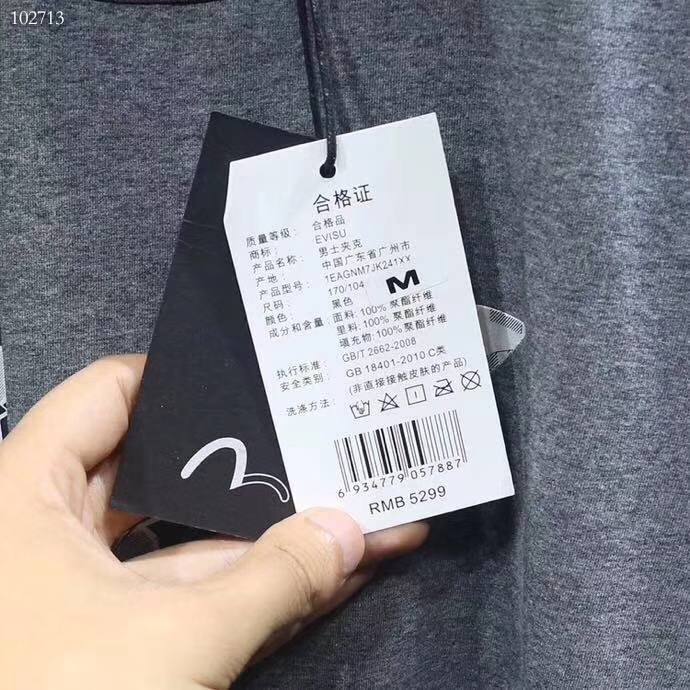 102713
合格证
质量等级: 合格品
商标: EVISU
产品名称: 男士夹克
产地: 中国广东省广州市
产品型号: 1EAGNM7JK241XX
尺码: 170/104 M
颜色: 黑色
成分和含量: 面料: 100% 聚酯纤维
里料: 100% 聚酯纤维
填充物: 100% 聚酯纤维
执行标准: GB/T 2662-2008
安全类别: GB 18401-2010 C类
(非直接接触皮肤的产品)
洗涤方法:
6 934779 057887
RMB 5299